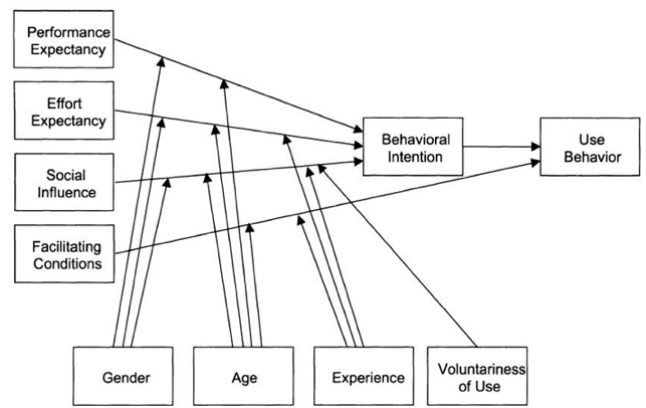 Performance
Expectancy
Effort
Expectancy
Social
Influence
Facilitating
Conditions
Behavioral
Intention
Use
Behavior
Gender
Age
Experience
Voluntariness
of Use